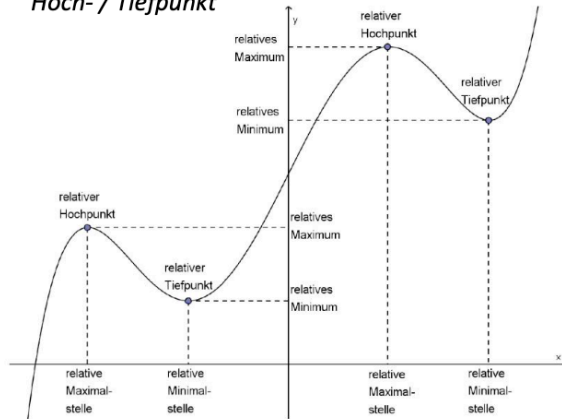 Hoch- / Tiefpunkt
y
relativer
Hochpunkt
relatives
Maximum
relativer
Tiefpunkt
relatives
Minimum
relativer
Hochpunkt
relatives
Maximum
relativer
Tiefpunkt
relatives
Minimum
x
relative
Maximal-
stelle
relative
Minimal-
stelle
relative
Maximal-
stelle
relative
Minimal-
stelle